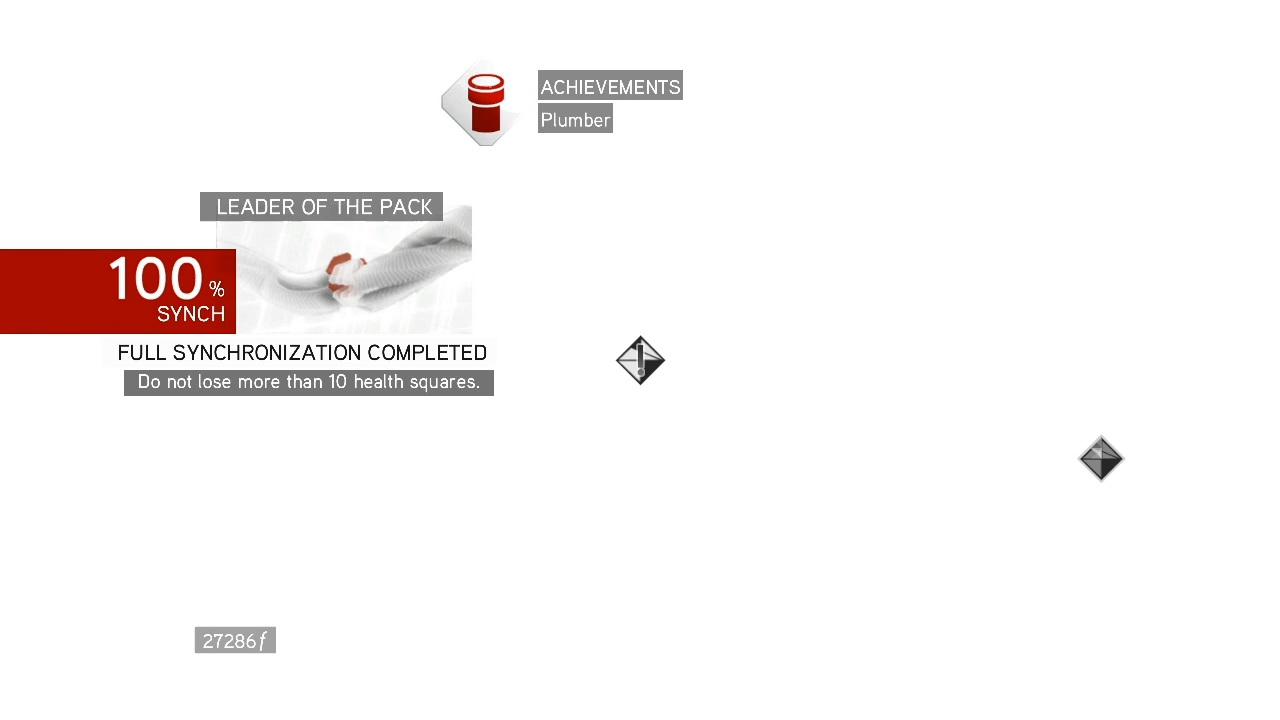 ACHIEVEMENTS
Plumber
LEADER OF THE PACK
100 %
SYNCH
FULL SYNCHRONIZATION COMPLETED
Do not lose more than 10 health squares.
27286ƒ